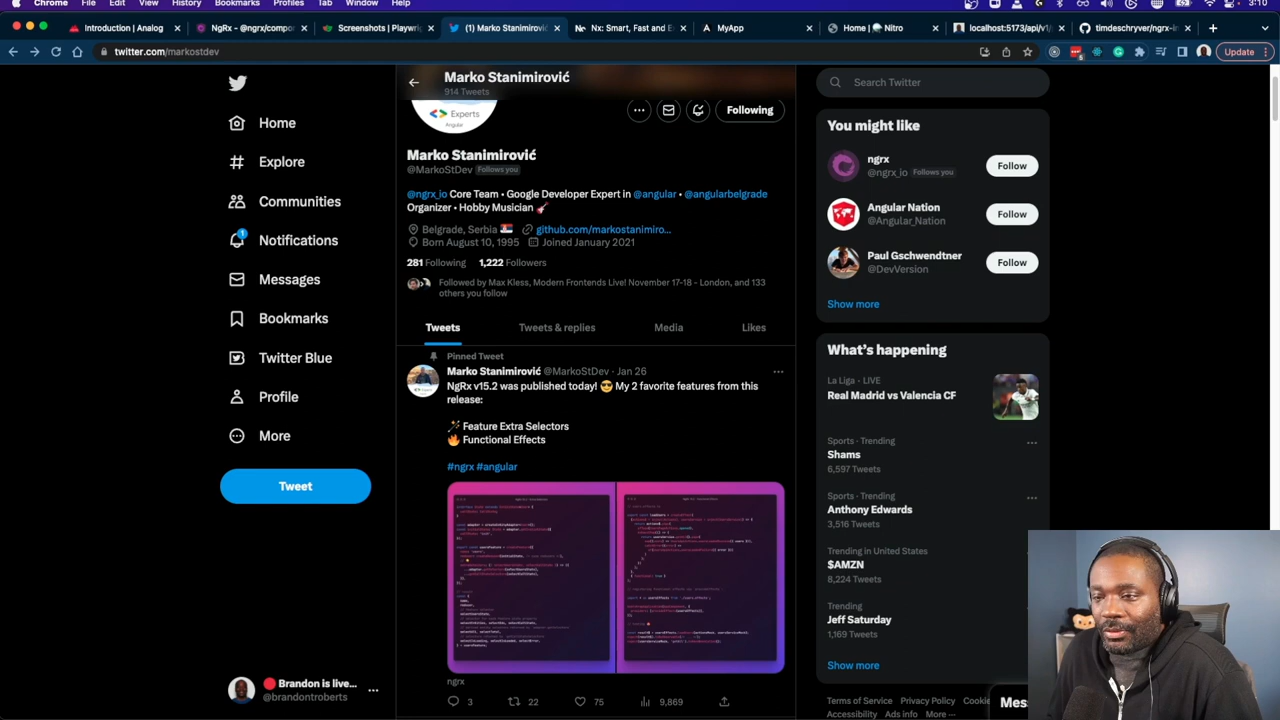 Chrome File Edit View History Bookmarks Profiles Tab Window Help 3:10
Introduction | Analog
NgRx - @ngrx/compo
Screenshots | Playwri
(1) Marko Stanimirović
Nx: Smart, Fast and E
MyApp
Home | Nitro
localhost:5173/api/v1/
timdeschryver/ngrx-i
twitter.com/markostdev
Update
Home
Explore
Communities
1
Notifications
Messages
Bookmarks
Twitter Blue
Profile
More
Tweet
Brandon is live...
@brandontroberts
Marko Stanimirović
914 Tweets
Experts
Angular
Following
Marko Stanimirović
@MarkoStDev Follows you
@ngrx_io Core Team • Google Developer Expert in @angular • @angularbelgrade
Organizer • Hobby Musician
Belgrade, Serbia github.com/markostanimiro...
Born August 10, 1995 Joined January 2021
281 Following 1,222 Followers
Followed by Max Kless, Modern Frontends Live! November 17-18 - London, and 133
others you follow
Tweets Tweets & replies Media Likes
Pinned Tweet
Marko Stanimirović @MarkoStDev · Jan 26
NgRx v15.2 was published today! 😎 My 2 favorite features from this
release:
🪄 Feature Extra Selectors
🔥 Functional Effects
#ngrx #angular
ngrx
3 22 75 9,869
Search Twitter
You might like
ngrx
@ngrx_io Follows you
Follow
Angular Nation
@Angular_Nation
Follow
Paul Gschwendtner
@DevVersion
Follow
Show more
What's happening
La Liga · LIVE
Real Madrid vs Valencia CF
Sports · Trending
Shams
6,597 Tweets
Sports · Trending
Anthony Edwards
3,516 Tweets
Trending in United States
$AMZN
8,224 Tweets
Trending
Jeff Saturday
1,169 Tweets
Show more
Terms of Service Privacy Policy Cookie
Accessibility Ads info More ...
Mess